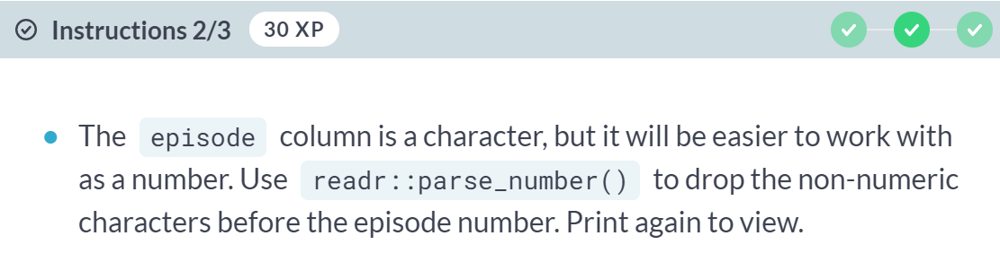 Instructions 2/3 30 XP
The episode column is a character, but it will be easier to work with
as a number. Use readr::parse_number() to drop the non-numeric
characters before the episode number. Print again to view.